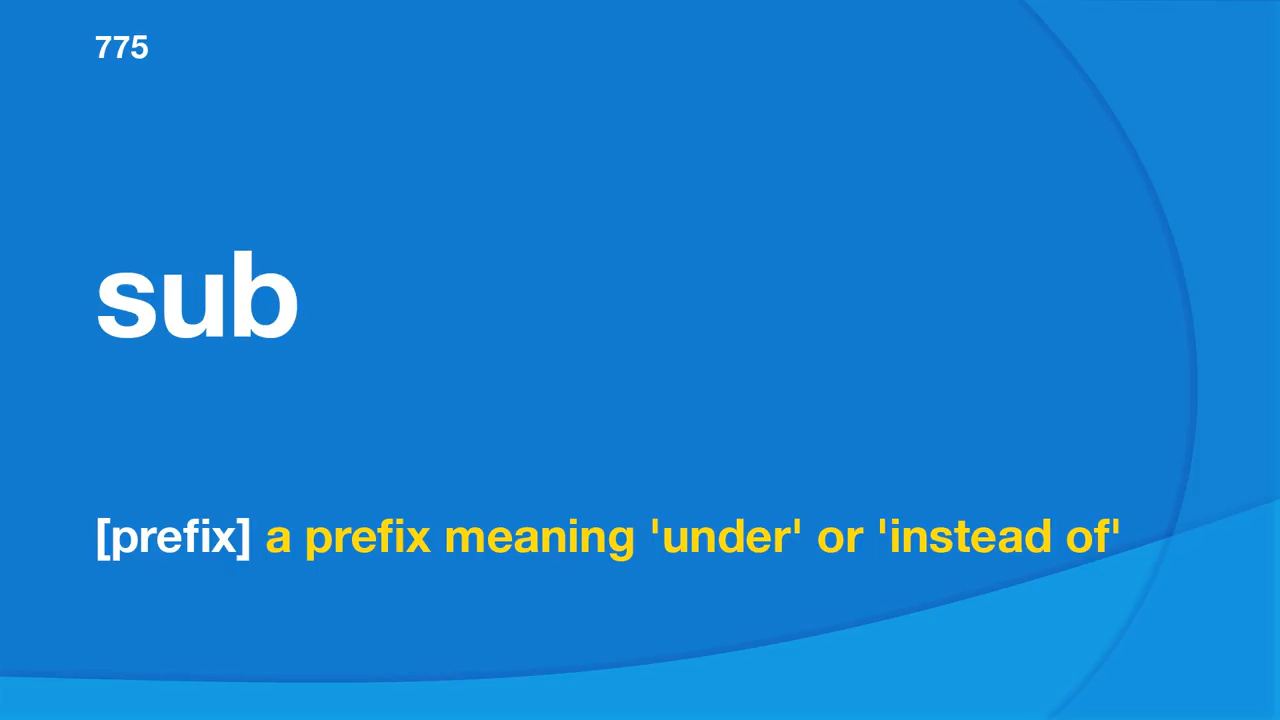 775
sub
[prefix] a prefix meaning 'under' or 'instead of'